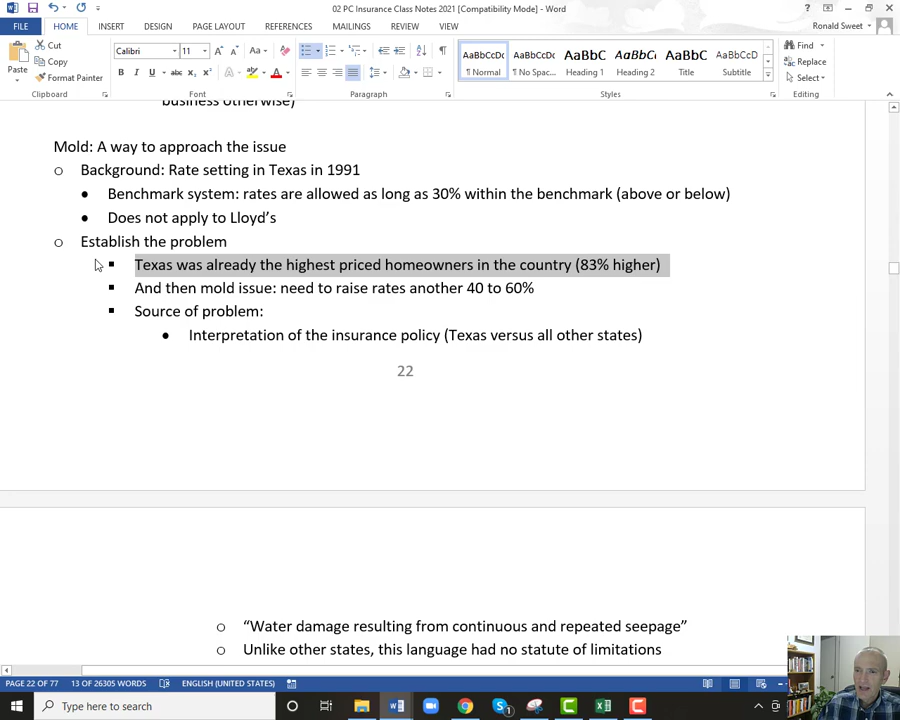 02 PC Insurance Class Notes 2021 [Compatibility Mode] - Word
FILE HOME INSERT DESIGN PAGE LAYOUT REFERENCES MAILINGS REVIEW VIEW Ronald Sweet
Paste
Cut
Copy
Format Painter
Calibri 11
AaBbCcDc AaBbCcDc AaBbC AaBbCc AaBbC AaBbCcD
¶ Normal ¶ No Spac... Heading 1 Heading 2 Title Subtitle
Find
Replace
Select
Clipboard Font Paragraph Styles Editing
business otherwise)
Mold: A way to approach the issue
o Background: Rate setting in Texas in 1991
• Benchmark system: rates are allowed as long as 30% within the benchmark (above or below)
• Does not apply to Lloyd's
o Establish the problem
▪ Texas was already the highest priced homeowners in the country (83% higher)
▪ And then mold issue: need to raise rates another 40 to 60%
▪ Source of problem:
• Interpretation of the insurance policy (Texas versus all other states)
22
o "Water damage resulting from continuous and repeated seepage"
o Unlike other states, this language had no statute of limitations
PAGE 22 OF 77 13 OF 26305 WORDS ENGLISH (UNITED STATES)
Type here to search